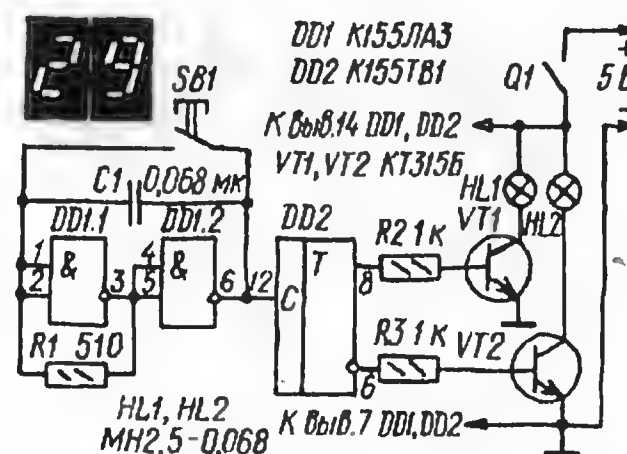 29
DD1 К155ЛА3
DD2 К155ТВ1
SB1
Q1
5 В
К выв.14 DD1, DD2
VT1, VT2 КТ315Б
C1 0,068 мк
HL1
HL2
VT1
DD1.1
DD1.2
DD2
R2 1 к
1
2
&
3
4
5
&
6
12
C
T
8
6
R1 510
R3 1 к
VT2
HL1, HL2
МН2,5-0,068
К выв.7 DD1, DD2